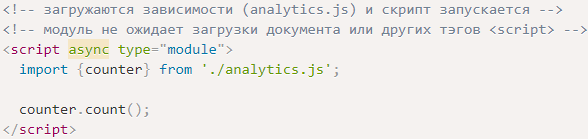 <!-- загружаются зависимости (analytics.js) и скрипт запускается -->
<!-- модуль не ожидает загрузки документа или других тэгов <script> -->
<script async type="module">
  import {counter} from './analytics.js';

  counter.count();
</script>